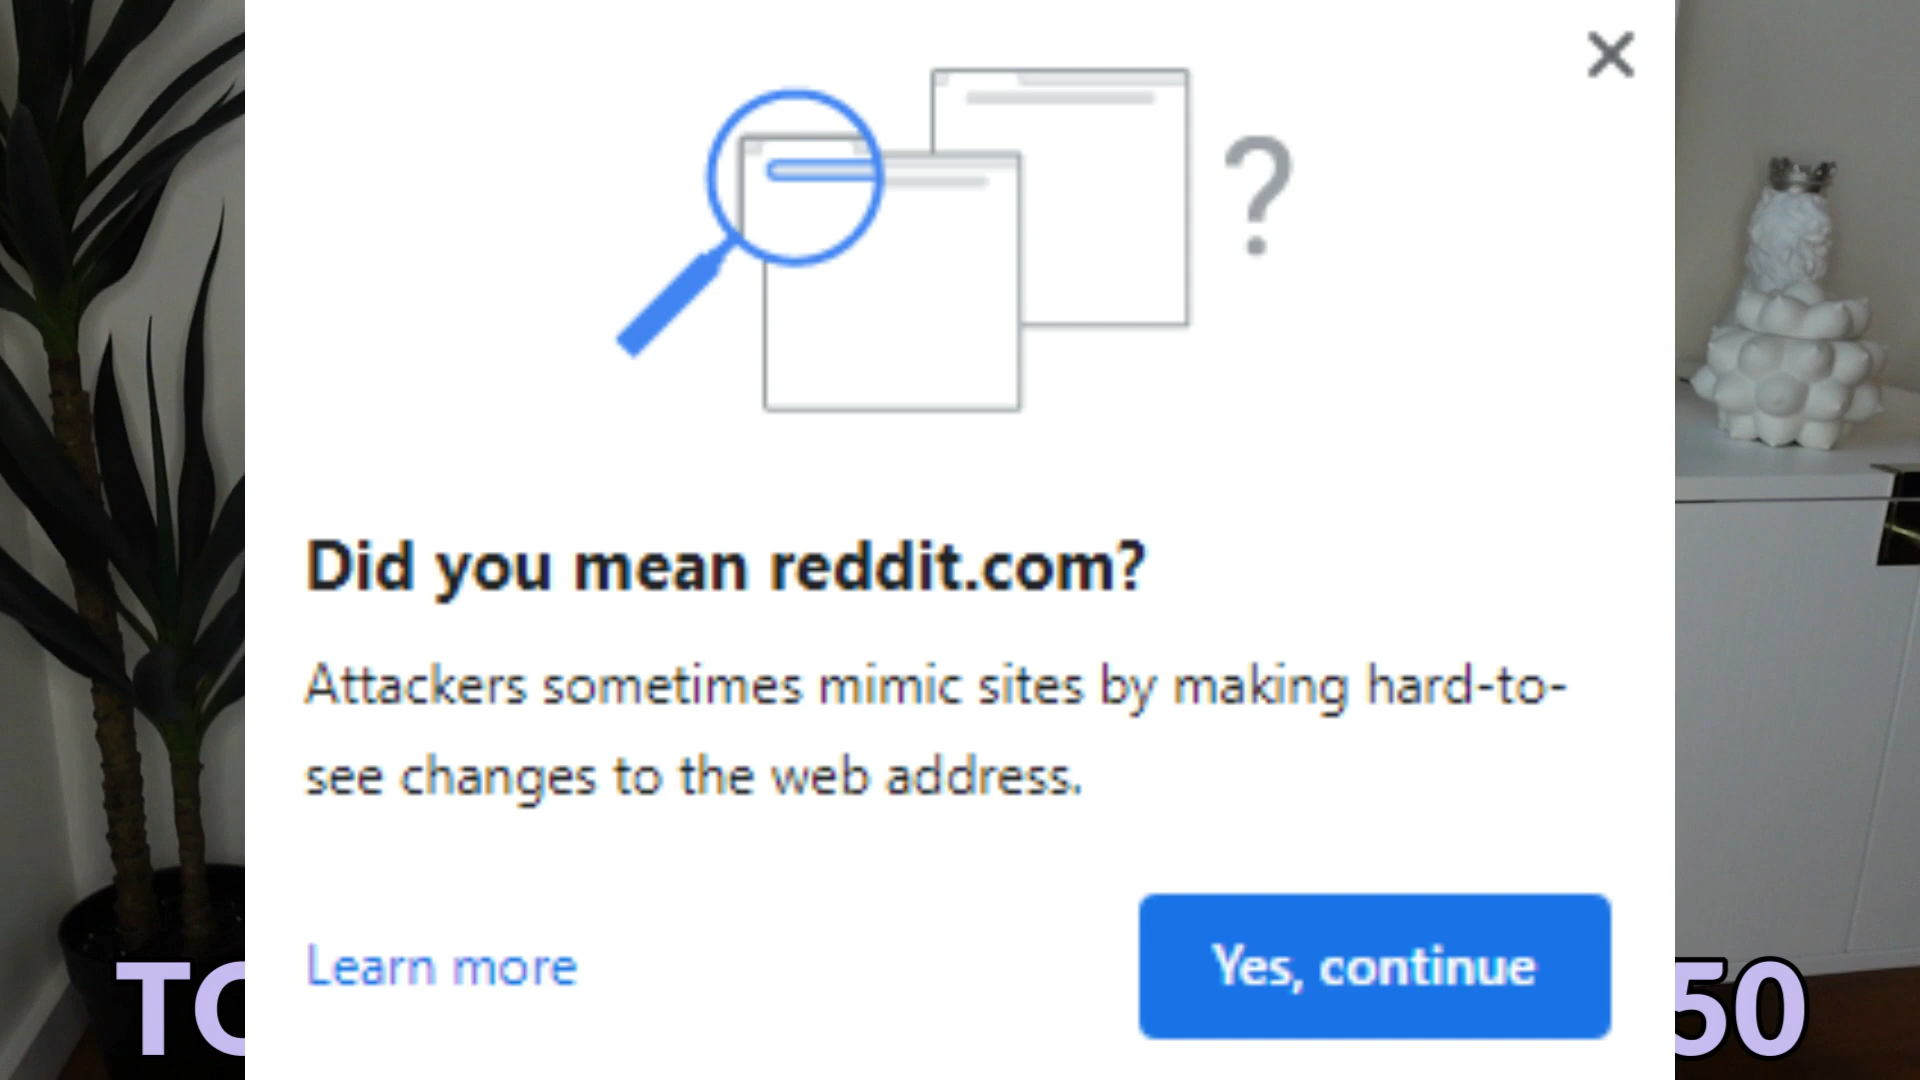 ?
Did you mean reddit.com?
Attackers sometimes mimic sites by making hard-to-
see changes to the web address.
Learn more
Yes, continue
50